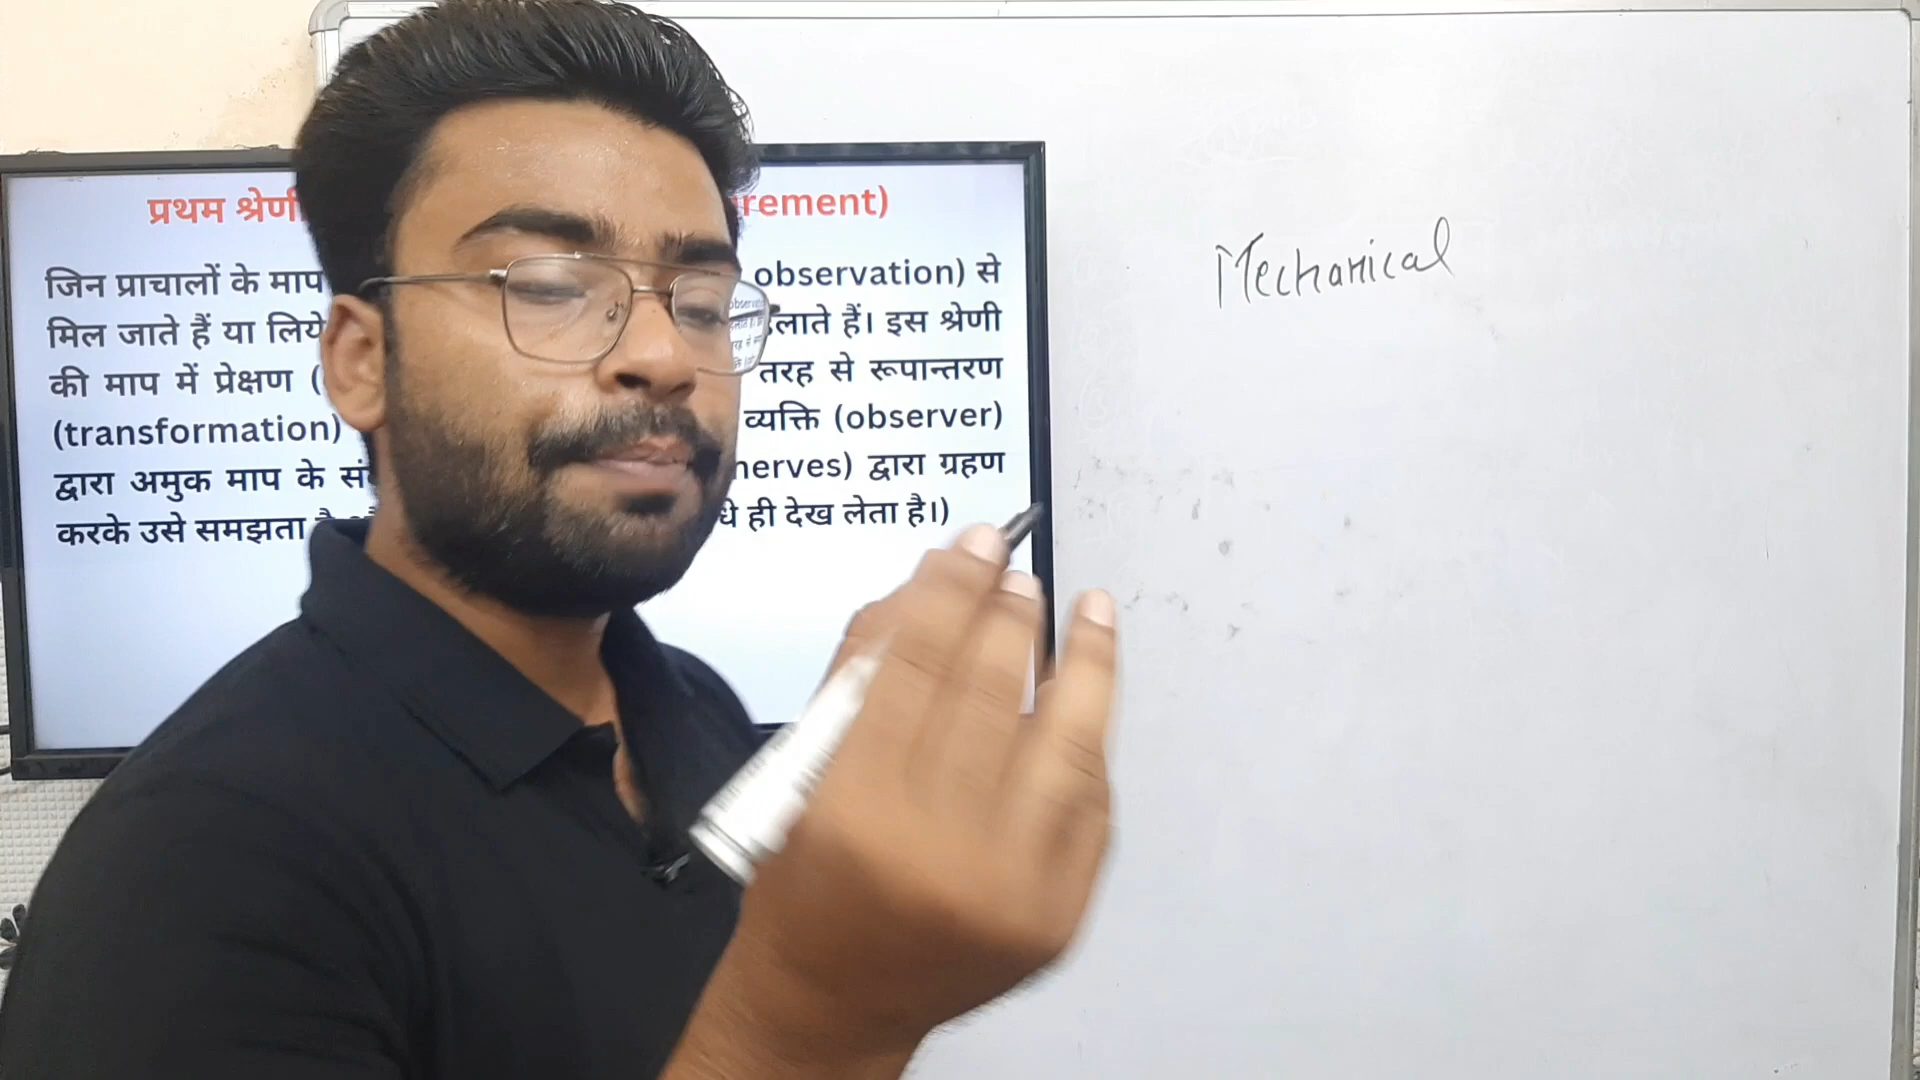 प्रथम श्रेणी rement)
जिन प्राचालों के माप observation) से
मिल जाते हैं या लिये लाते हैं। इस श्रेणी
की माप में प्रेक्षण ( तरह से रूपान्तरण
(transformation) व्यक्ति (observer)
द्वारा अमुक माप के सं nerves) द्वारा ग्रहण
करके उसे समझता धे ही देख लेता है।)
Mechanical